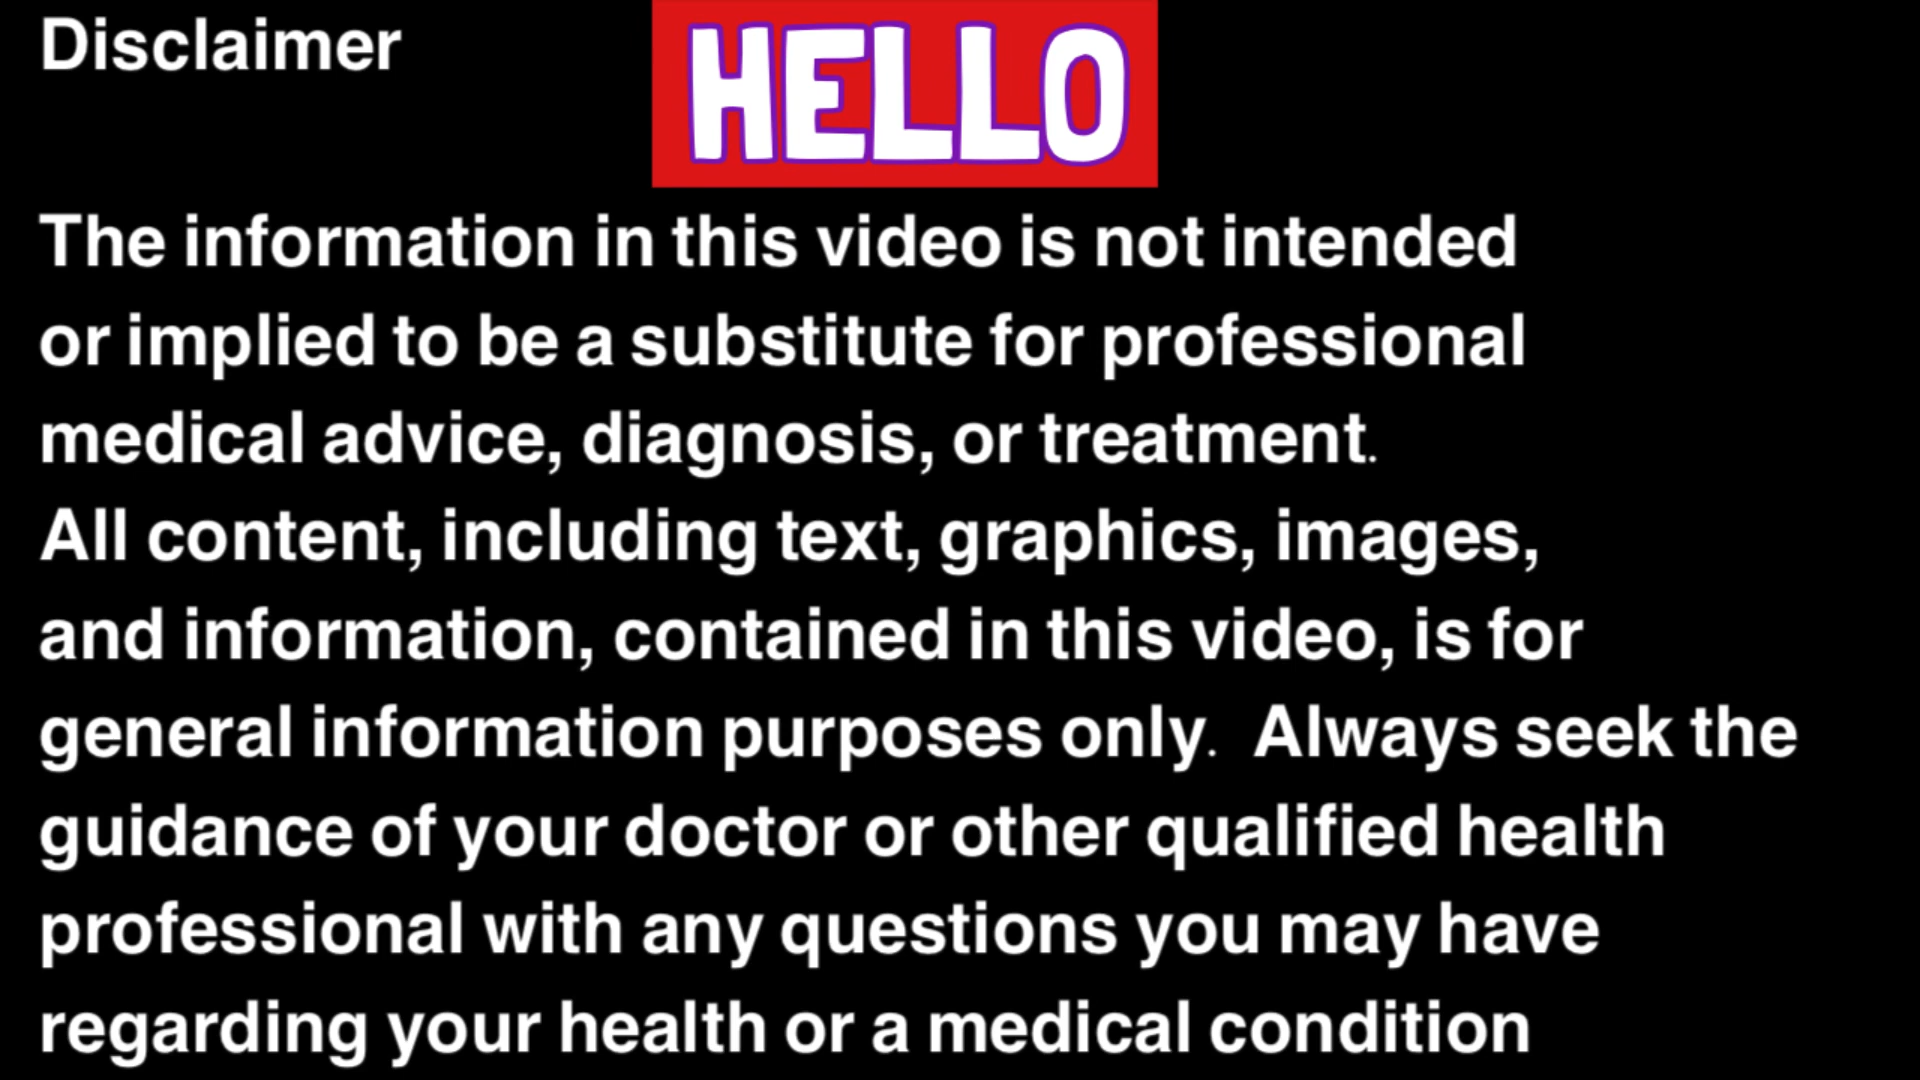 Disclaimer
HELLO
The information in this video is not intended
or implied to be a substitute for professional
medical advice, diagnosis, or treatment.
All content, including text, graphics, images,
and information, contained in this video, is for
general information purposes only.  Always seek the
guidance of your doctor or other qualified health
professional with any questions you may have
regarding your health or a medical condition